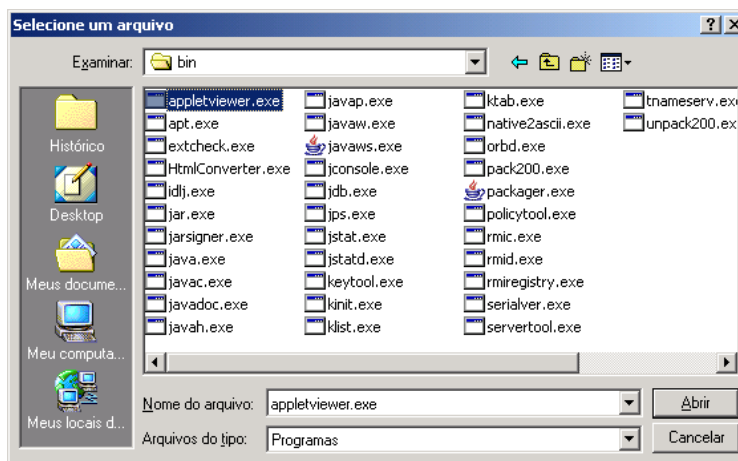 Selecione um arquivo
Examinar: bin
Histórico
Desktop
Meus docume...
Meu computa...
Meus locais d...
appletviewer.exe
apt.exe
extcheck.exe
HtmlConverter.exe
idlj.exe
jar.exe
jarsigner.exe
java.exe
javac.exe
javadoc.exe
javah.exe
javap.exe
javaw.exe
javaws.exe
jconsole.exe
jdb.exe
jps.exe
jstat.exe
jstatd.exe
keytool.exe
kinit.exe
klist.exe
ktab.exe
native2ascii.exe
orbd.exe
pack200.exe
packager.exe
policytool.exe
rmic.exe
rmid.exe
rmiregistry.exe
serialver.exe
servertool.exe
tnameserv.ex
unpack200.ex
Nome do arquivo: appletviewer.exe Abrir
Arquivos do tipo: Programas Cancelar